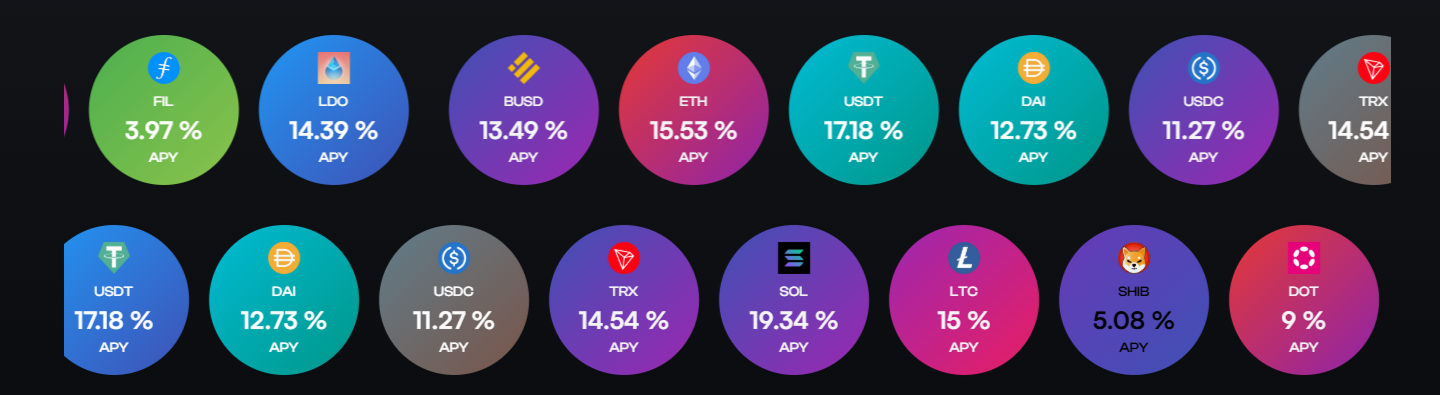 FIL
3.97 %
APY
LDO
14.39 %
APY
BUSD
13.49 %
APY
ETH
15.53 %
APY
USDT
17.18 %
APY
DAI
12.73 %
APY
USDC
11.27 %
APY
TRX
14.54
APY
USDT
17.18 %
APY
DAI
12.73 %
APY
USDC
11.27 %
APY
TRX
14.54 %
APY
SOL
19.34 %
APY
LTC
15 %
APY
SHIB
5.08 %
APY
DOT
9 %
APY